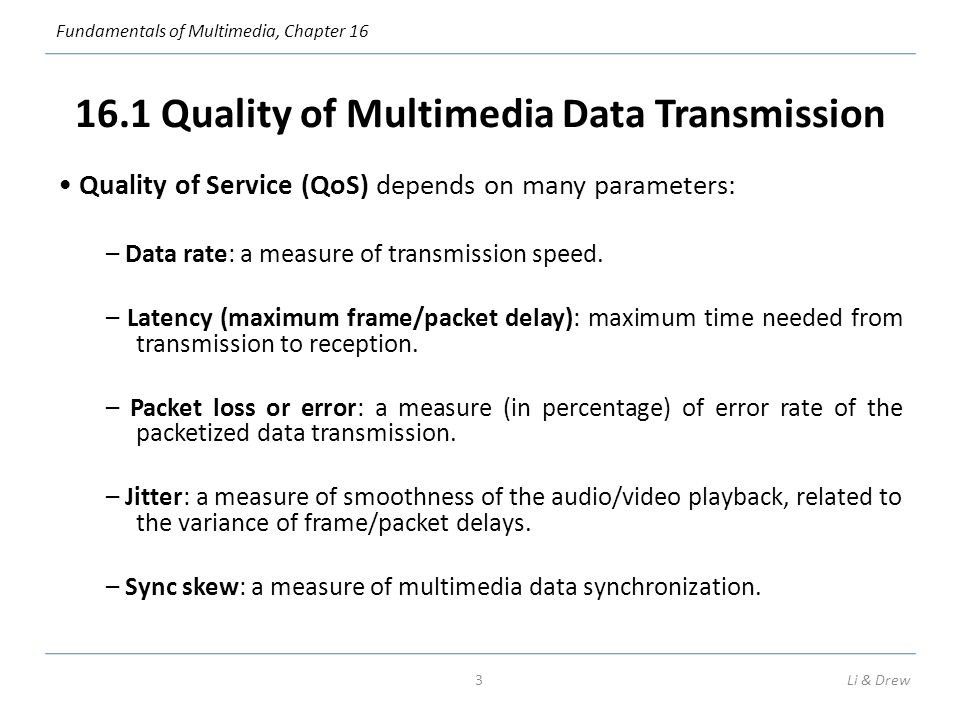 Fundamentals of Multimedia, Chapter 16
16.1 Quality of Multimedia Data Transmission
• Quality of Service (QoS) depends on many parameters:
– Data rate: a measure of transmission speed.
– Latency (maximum frame/packet delay): maximum time needed from
transmission to reception.
– Packet loss or error: a measure (in percentage) of error rate of the
packetized data transmission.
– Jitter: a measure of smoothness of the audio/video playback, related to
the variance of frame/packet delays.
– Sync skew: a measure of multimedia data synchronization.
3 Li & Drew